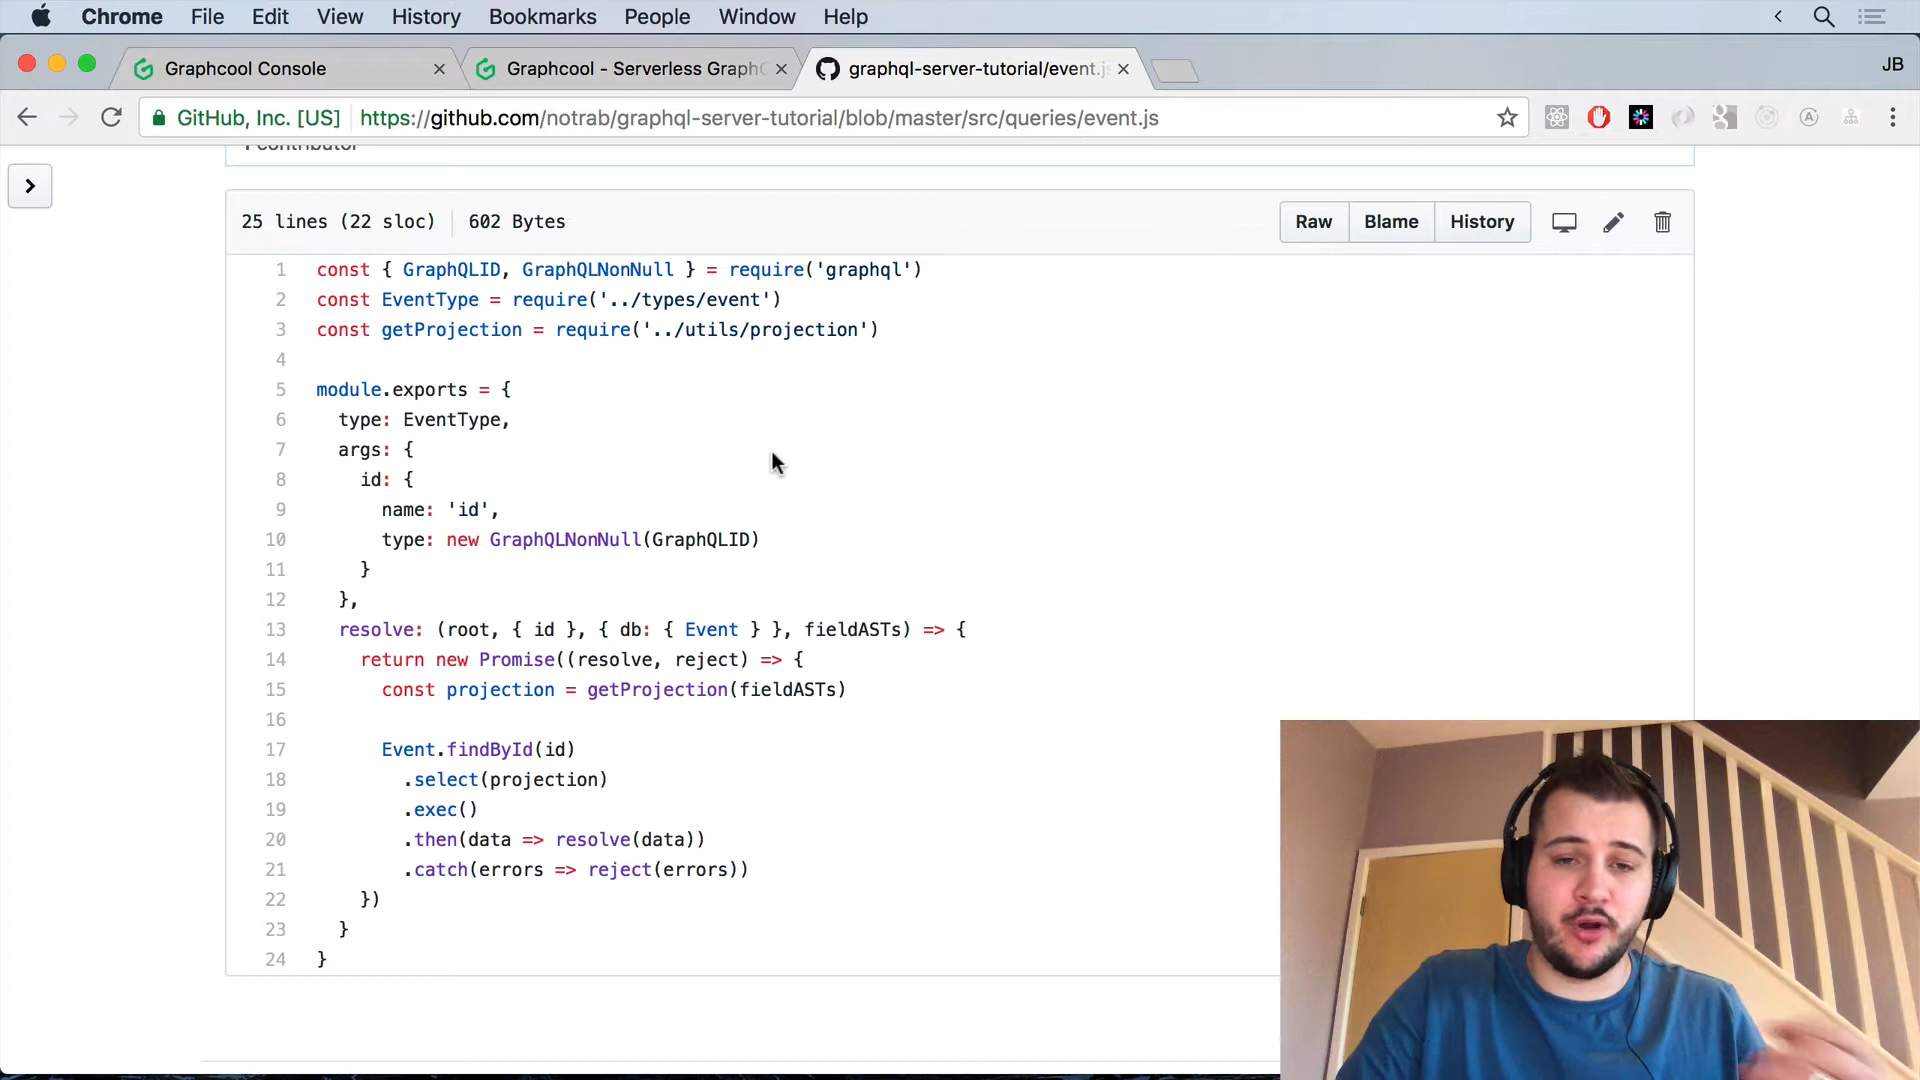 Chrome File Edit View History Bookmarks People Window Help
Graphcool Console
Graphcool - Serverless Graph
graphql-server-tutorial/event.js
JB
GitHub, Inc. [US] https://github.com/notrab/graphql-server-tutorial/blob/master/src/queries/event.js
1 contributor
25 lines (22 sloc) 602 Bytes
Raw Blame History
1 const { GraphQLID, GraphQLNonNull } = require('graphql')
2 const EventType = require('../types/event')
3 const getProjection = require('../utils/projection')
4
5 module.exports = {
6 type: EventType,
7 args: {
8 id: {
9 name: 'id',
10 type: new GraphQLNonNull(GraphQLID)
11 }
12 },
13 resolve: (root, { id }, { db: { Event } }, fieldASTs) => {
14 return new Promise((resolve, reject) => {
15 const projection = getProjection(fieldASTs)
16
17 Event.findById(id)
18 .select(projection)
19 .exec()
20 .then(data => resolve(data))
21 .catch(errors => reject(errors))
22 })
23 }
24 }